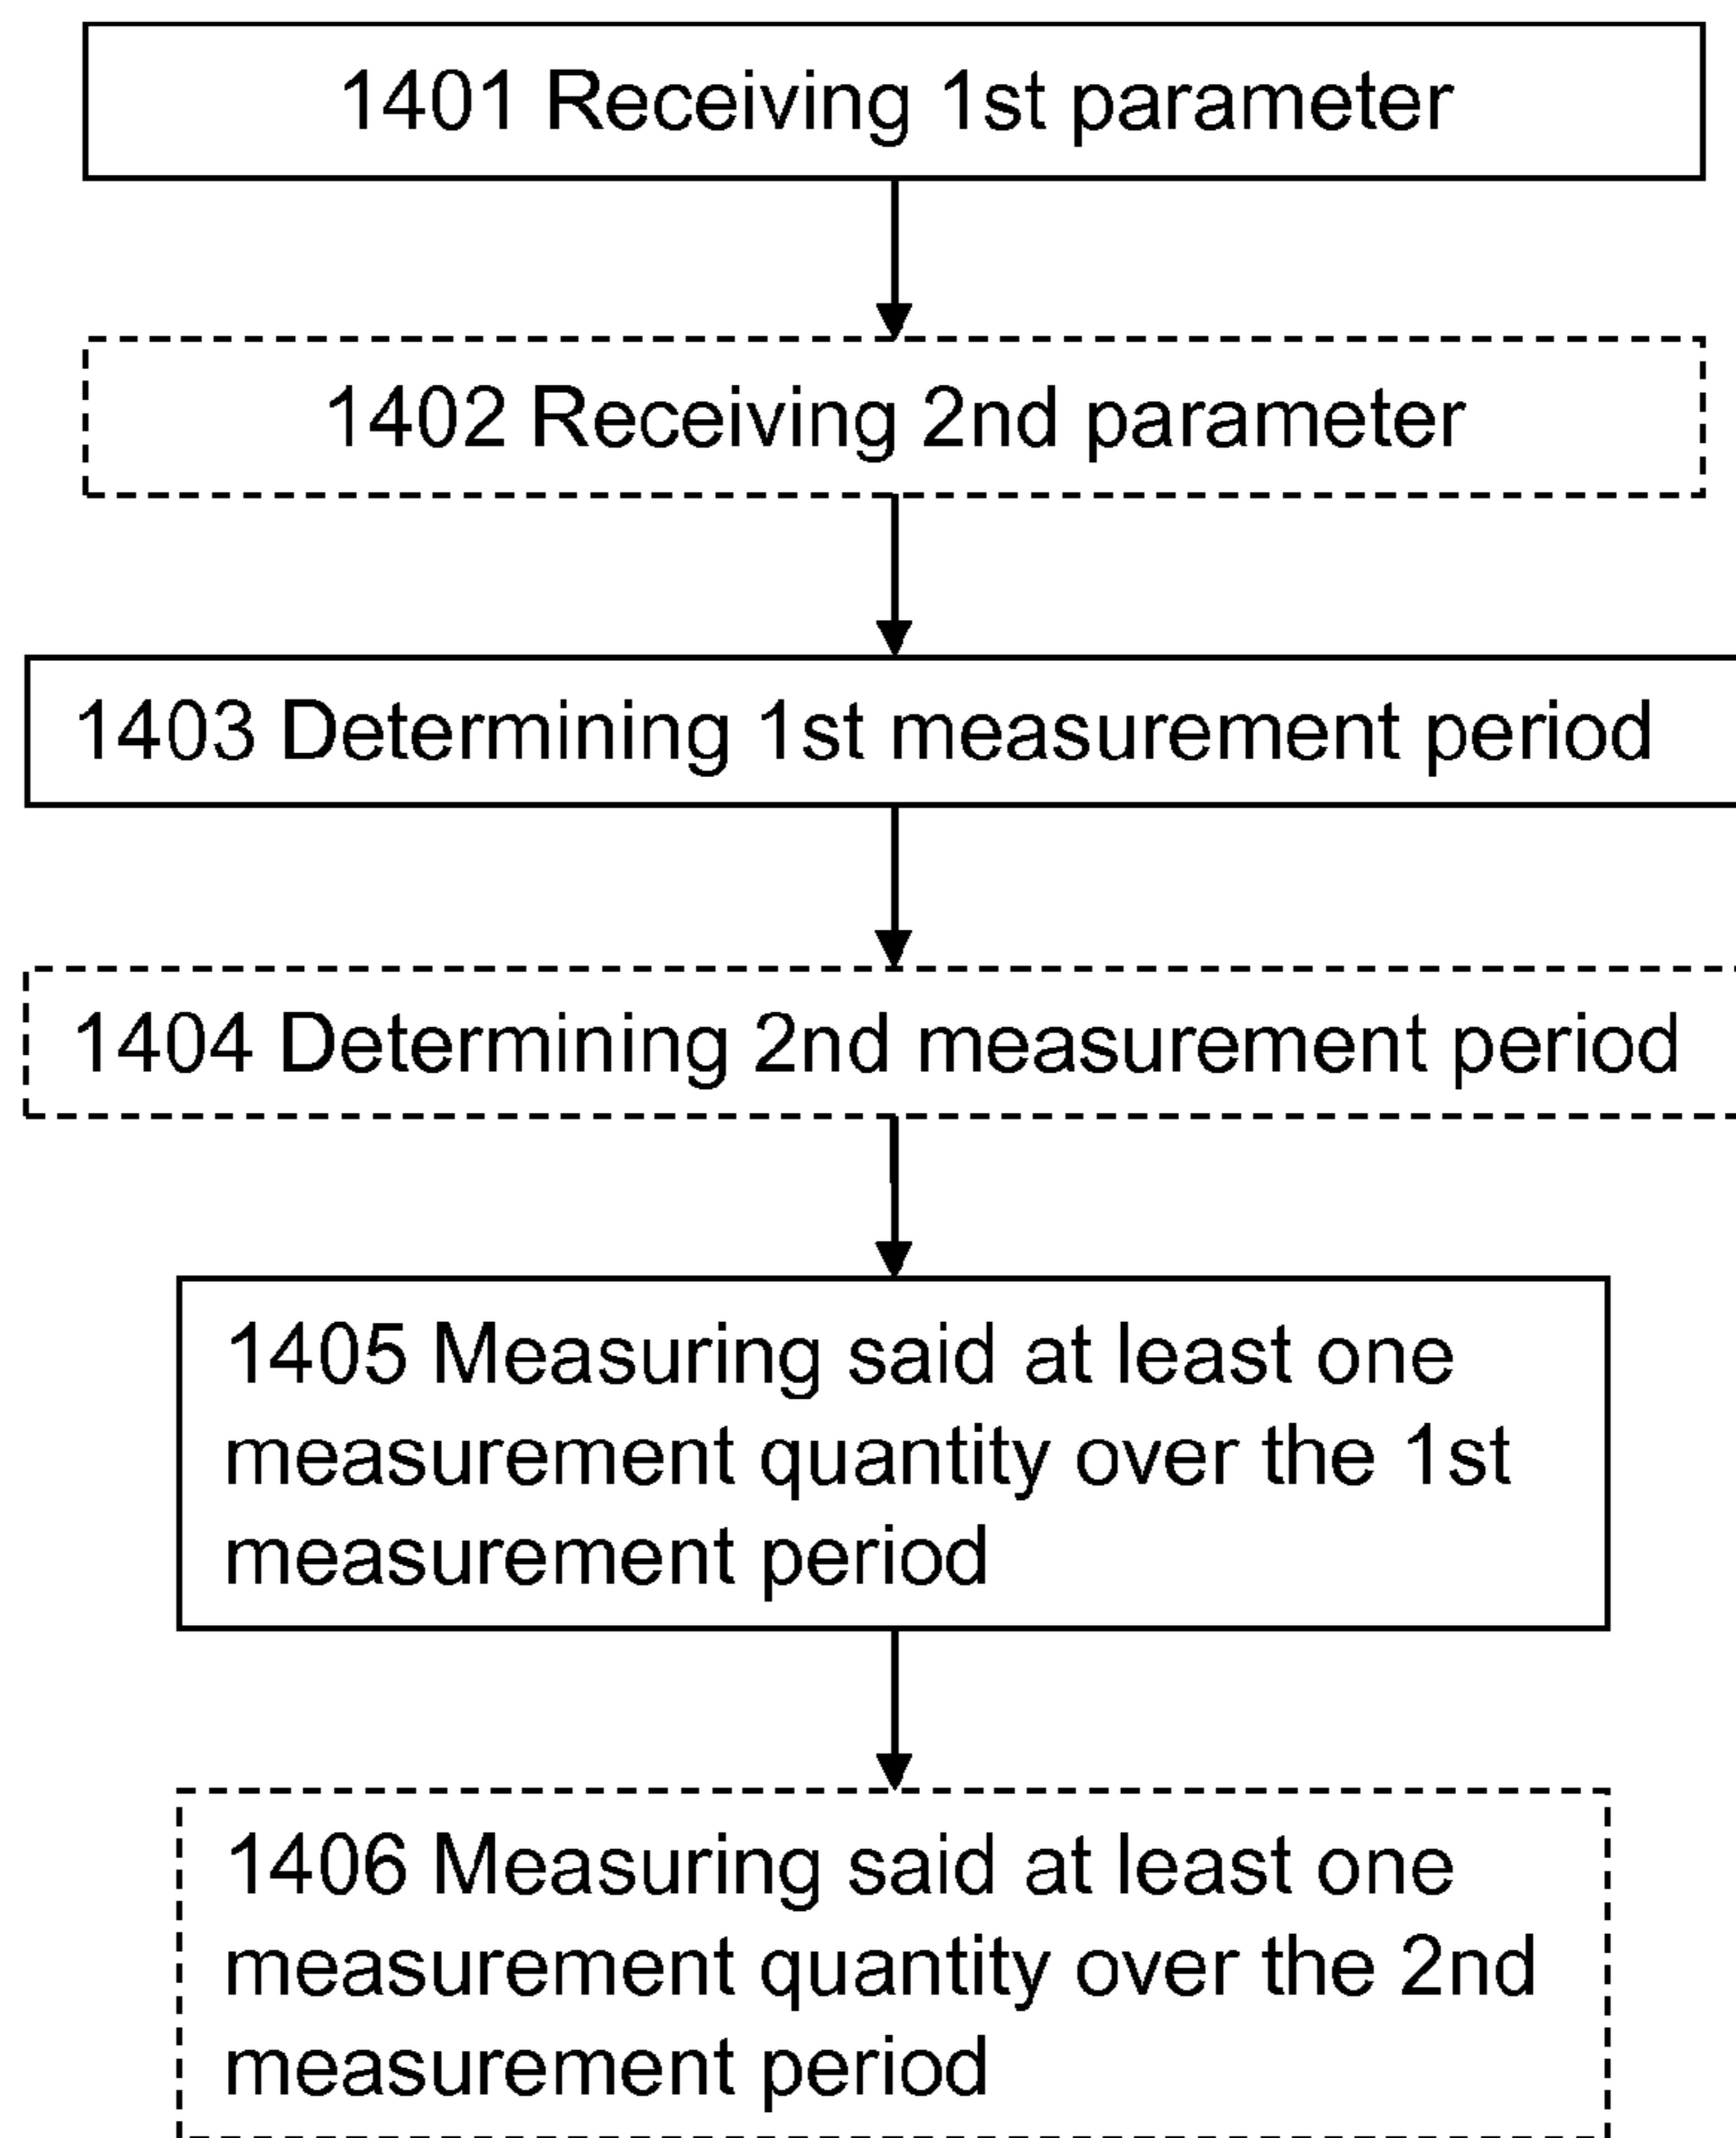 1401 Receiving 1st parameter
1402 Receiving 2nd parameter
1403 Determining 1st measurement period
1404 Determining 2nd measurement period
1405 Measuring said at least one
measurement quantity over the 1st
measurement period
1406 Measuring said at least one
measurement quantity over the 2nd
measurement period